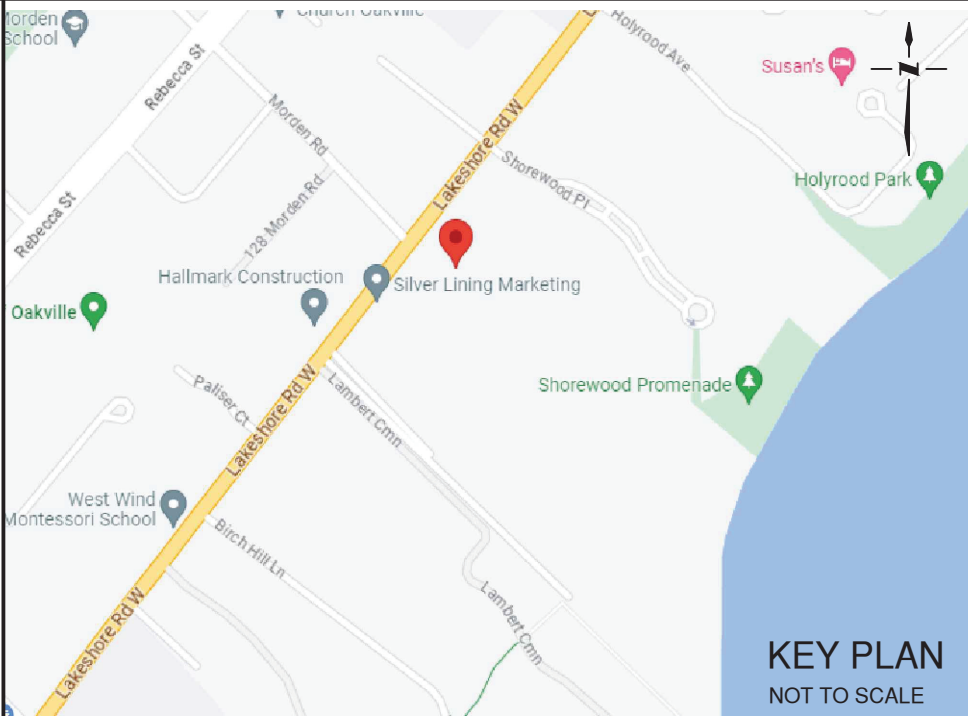 Morden
School
Church Oakville
Rebecca St
Holyrood Ave
Susan's
N
Morden Rd
Lakeshore Rd W
Shorewood Pl
Holyrood Park
128 Morden Rd
Rebecca St
Hallmark Construction
Silver Lining Marketing
Oakville
Shorewood Promenade
Paliser Ct
Lambert Cmn
Lakeshore Rd W
West Wind
Montessori School
Birch Hill Ln
Lambert Cmn
Lakeshore Rd W
KEY PLAN
NOT TO SCALE